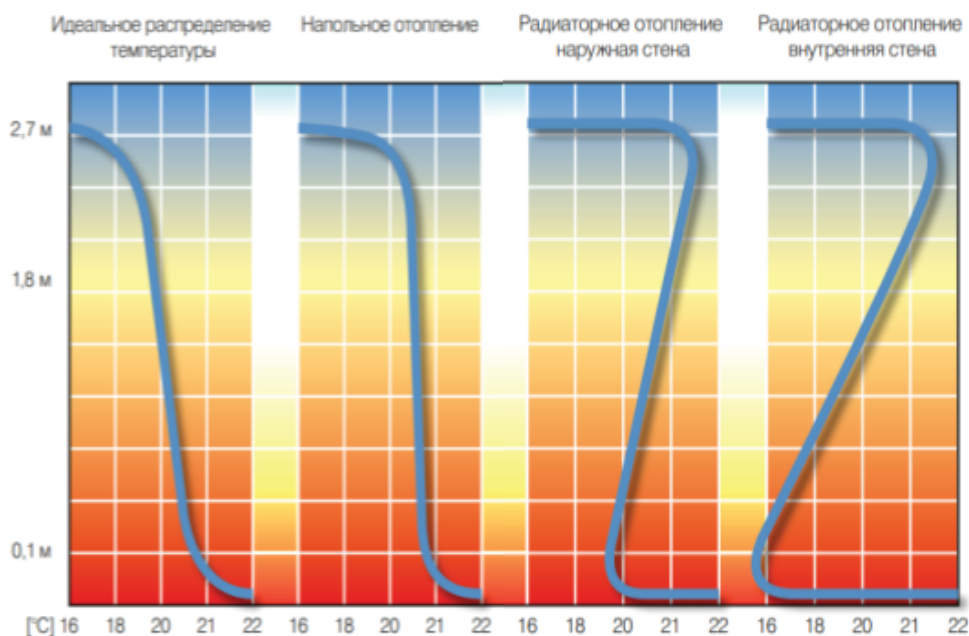 Идеальное распределение
температуры
Напольное отопление
Радиаторное отопление
наружная стена
Радиаторное отопление
внутренняя стена
2,7 м
1,8 м
0,1 м
[°C] 16 18 20 21 22 16 18 20 21 22 16 18 20 21 22 16 18 20 21 22